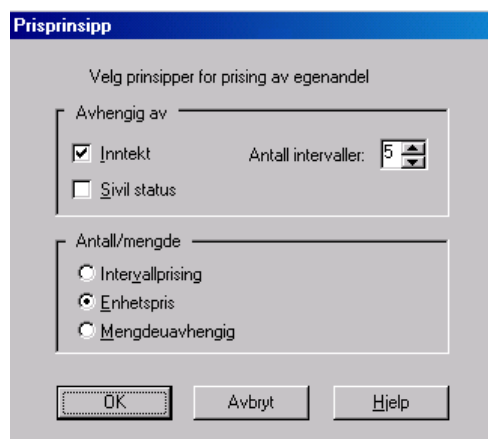 Prisprinsipp
Velg prinsipper for prising av egenandel
Avhengig av
Inntekt Antall intervaller: 5
Sivil status
Antall/mengde
Intervallprising
Enhetspris
Mengdeuavhengig
OK Avbryt Hjelp